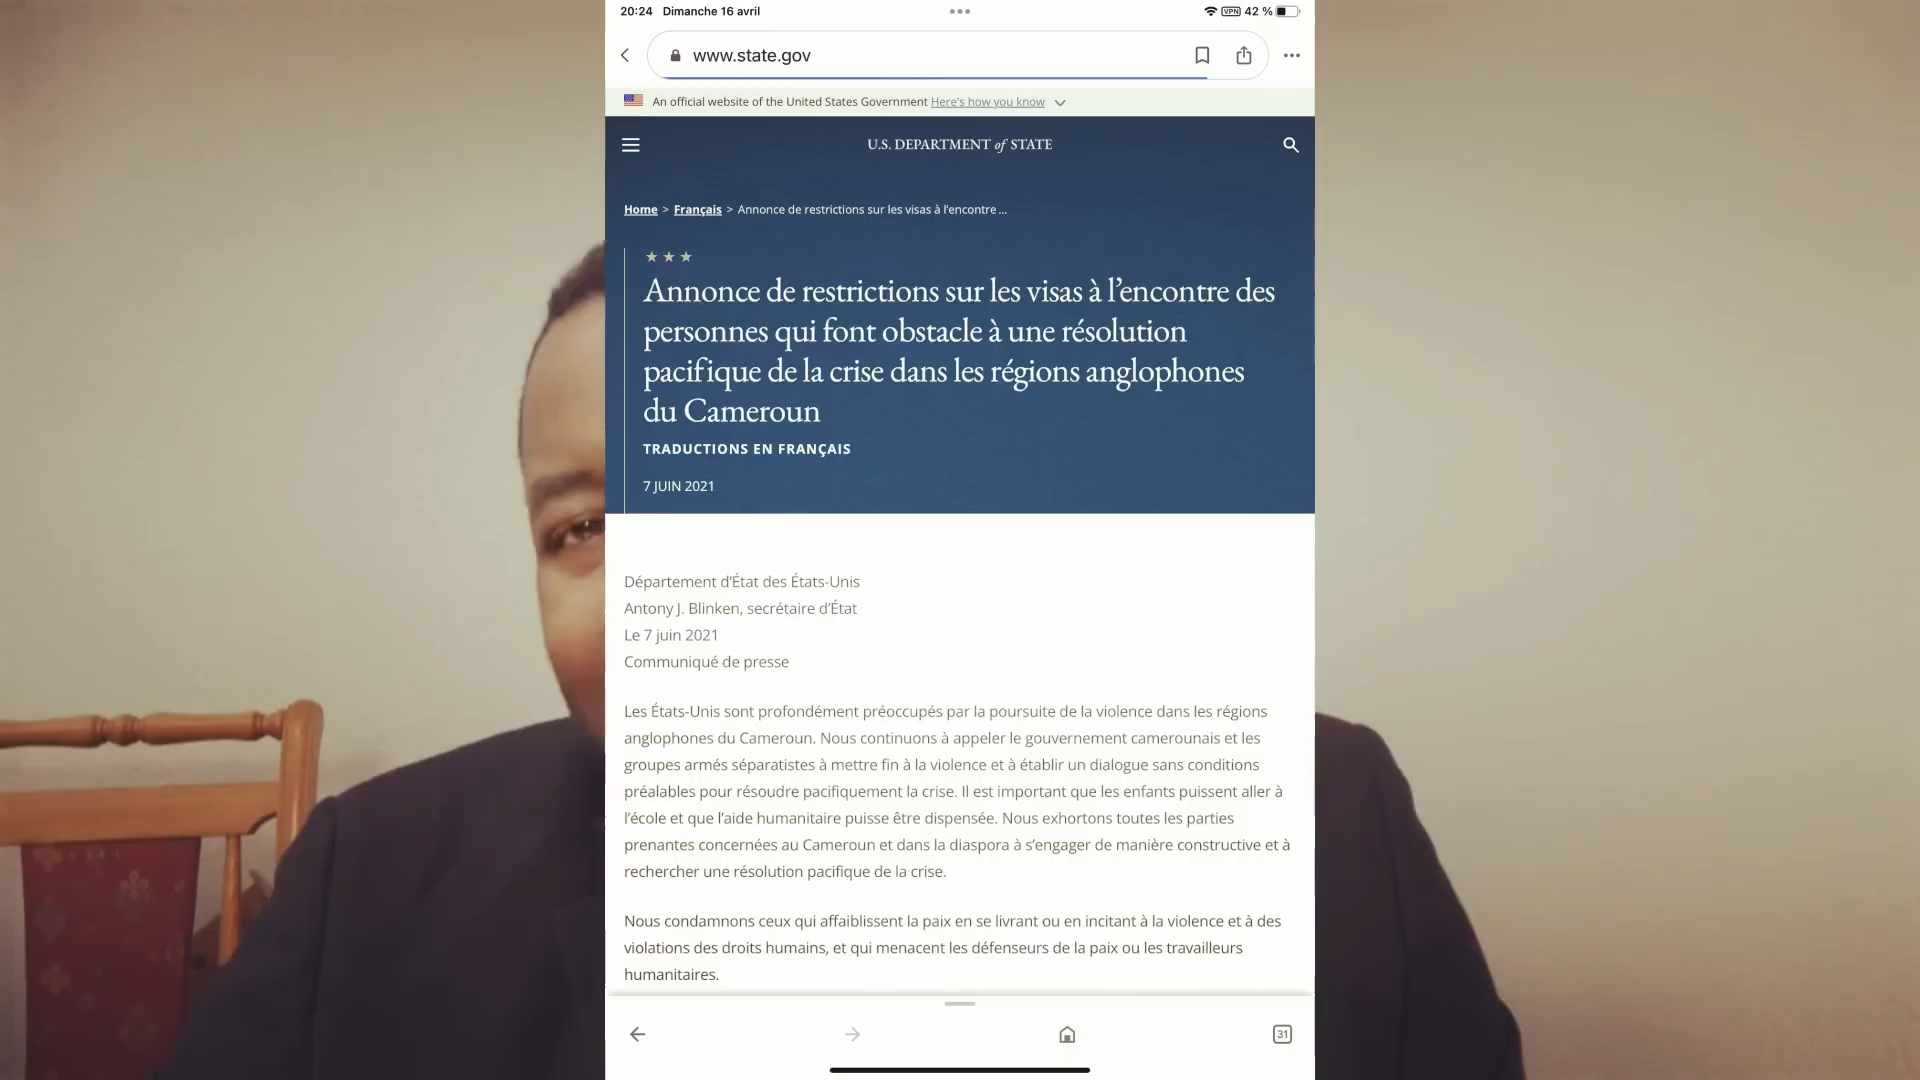 20:24 Dimanche 16 avril
VPN 42 %
www.state.gov
An official website of the United States Government Here's how you know
U.S. DEPARTMENT of STATE
Home > Français > Annonce de restrictions sur les visas à l’encontre ...
Annonce de restrictions sur les visas à l’encontre des
personnes qui font obstacle à une résolution
pacifique de la crise dans les régions anglophones
du Cameroun
TRADUCTIONS EN FRANÇAIS
7 JUIN 2021
Département d’État des États-Unis
Antony J. Blinken, secrétaire d’État
Le 7 juin 2021
Communiqué de presse
Les États-Unis sont profondément préoccupés par la poursuite de la violence dans les régions
anglophones du Cameroun. Nous continuons à appeler le gouvernement camerounais et les
groupes armés séparatistes à mettre fin à la violence et à établir un dialogue sans conditions
préalables pour résoudre pacifiquement la crise. Il est important que les enfants puissent aller à
l’école et que l’aide humanitaire puisse être dispensée. Nous exhortons toutes les parties
prenantes concernées au Cameroun et dans la diaspora à s’engager de manière constructive et à
rechercher une résolution pacifique de la crise.
Nous condamnons ceux qui affaiblissent la paix en se livrant ou en incitant à la violence et à des
violations des droits humains, et qui menacent les défenseurs de la paix ou les travailleurs
humanitaires.
31